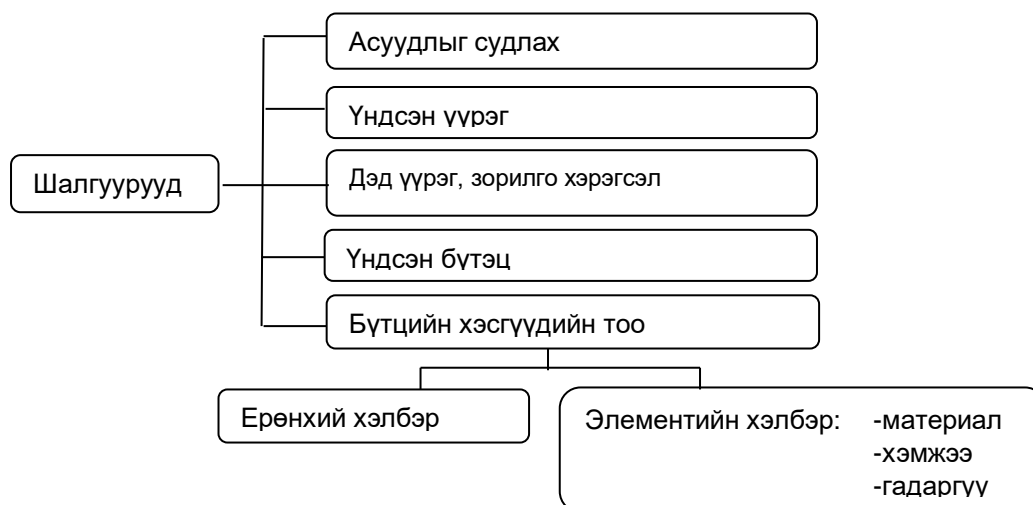 Асуудлыг судлах
Үндсэн үүрэг
Шалгуурууд
Дэд үүрэг, зорилго хэрэгсэл
Үндсэн бүтэц
Бүтцийн хэсгүүдийн тоо
Ерөнхий хэлбэр
Элементийн хэлбэр: -материал
-хэмжээ
-гадаргуу